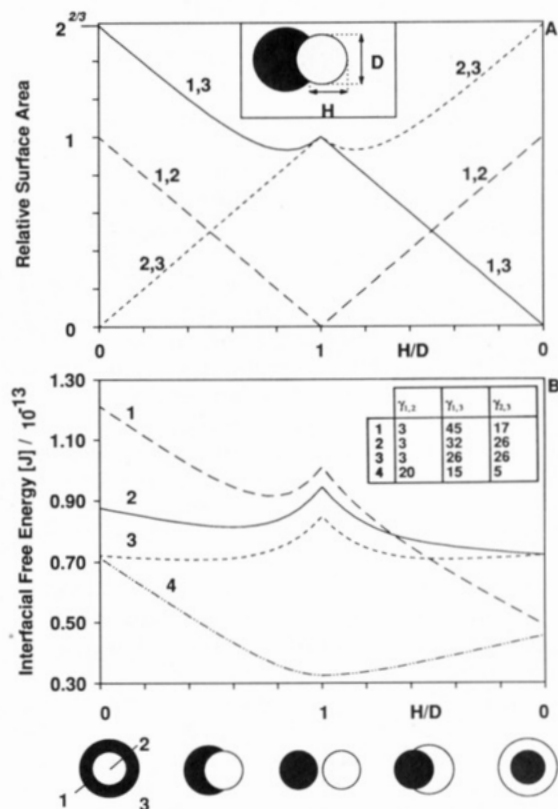 2 2/3
A
1,3
D
2,3
H
1
1,2
1,2
2,3
1,3
0
Relative Surface Area
0 1 H/D 0
1.30
B
1
γ1,2 γ1,3 γ2,3
1 3 45 17
2 3 32 26
3 3 26 26
4 20 15 5
1.10
0.90
2
3
0.70
4
0.50
0.30
Interfacial Free Energy [J] / 10 -13
0 1 H/D 0
2
1
3